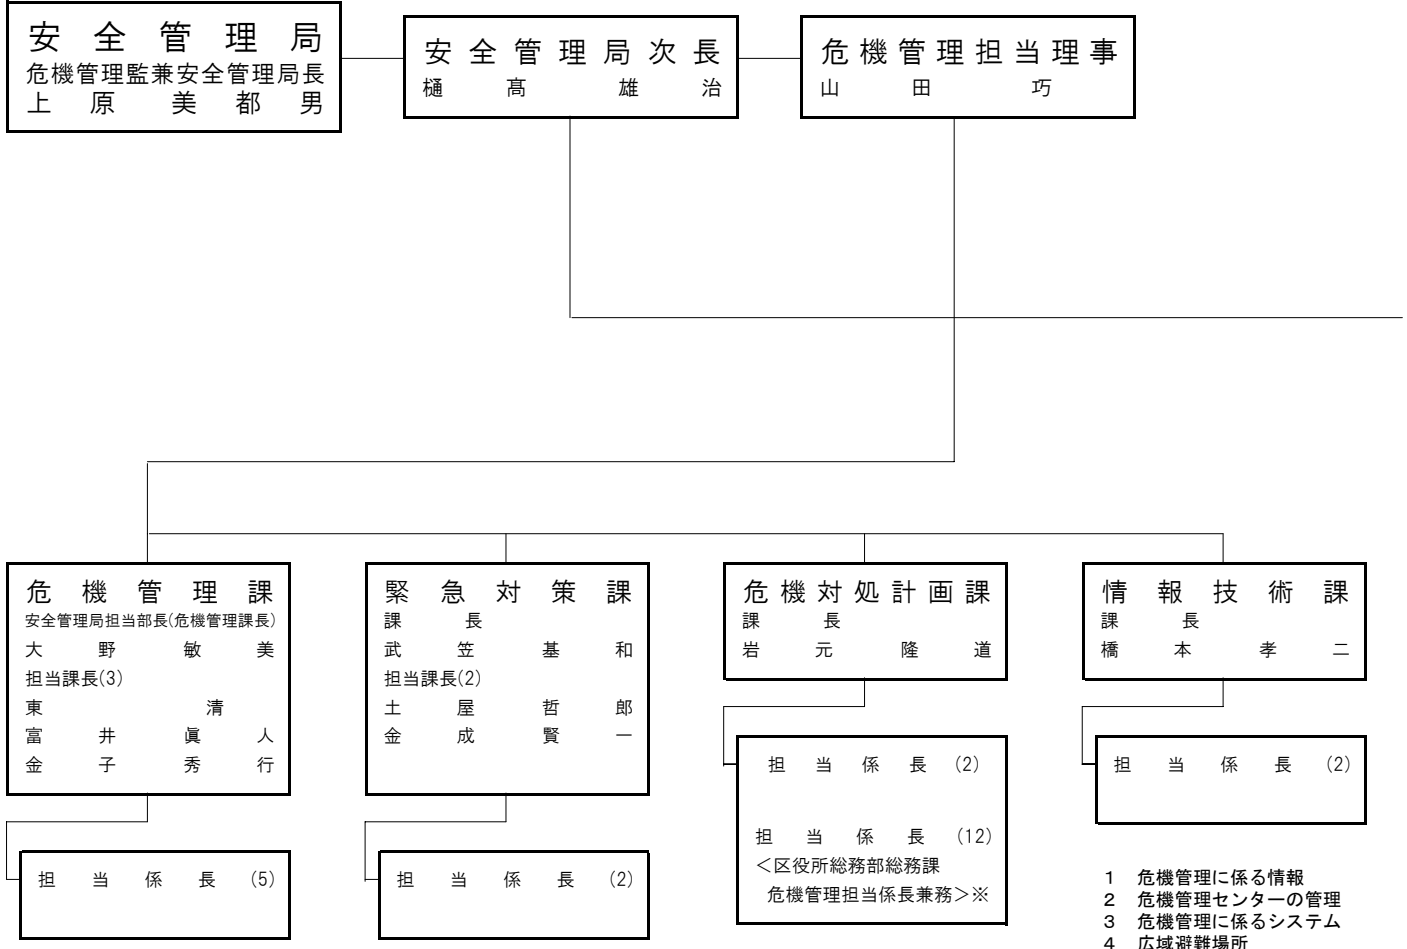 安全管理局
危機管理監兼安全管理局長
上原美都男
安全管理局次長
樋髙雄治
危機管理担当理事
山田巧
危機管理課
安全管理局担当部長(危機管理課長)
大野敏美
担当課長(3)
東清
富井眞人
金子秀行
担当係長(5)
緊急対策課
課長
武笠基和
担当課長(2)
土屋哲郎
金成賢一
担当係長(2)
危機対処計画課
課長
岩元隆道
担当係長(2)
担当係長(12)
＜区役所総務部総務課
危機管理担当係長兼務＞※
情報技術課
課長
橋本孝二
担当係長(2)
1 危機管理に係る情報
2 危機管理センターの管理
3 危機管理に係るシステム
4 広域避難場所